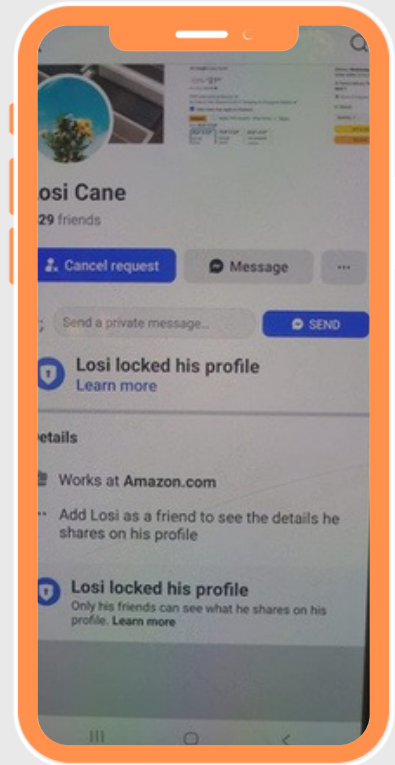 osi Cane
29 friends
Cancel request
Message
Send a private message...
SEND
Losi locked his profile
Learn more
etails
Works at Amazon.com
Add Losi as a friend to see the details he
shares on his profile
Losi locked his profile
Only his friends can see what he shares on his
profile. Learn more